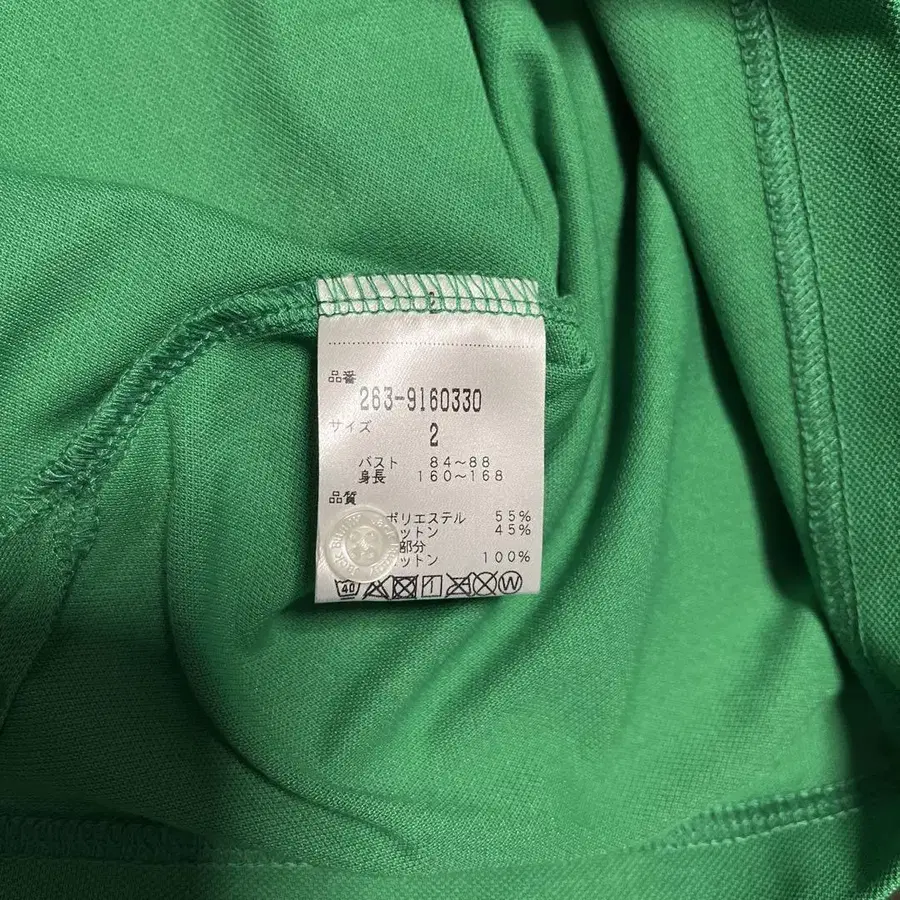 品番
263-9160330
サイズ
2
バスト 84~88
身長 160~168
品質
ポリエステル 55%
ットン 45%
部分
ットン 100%
40
W